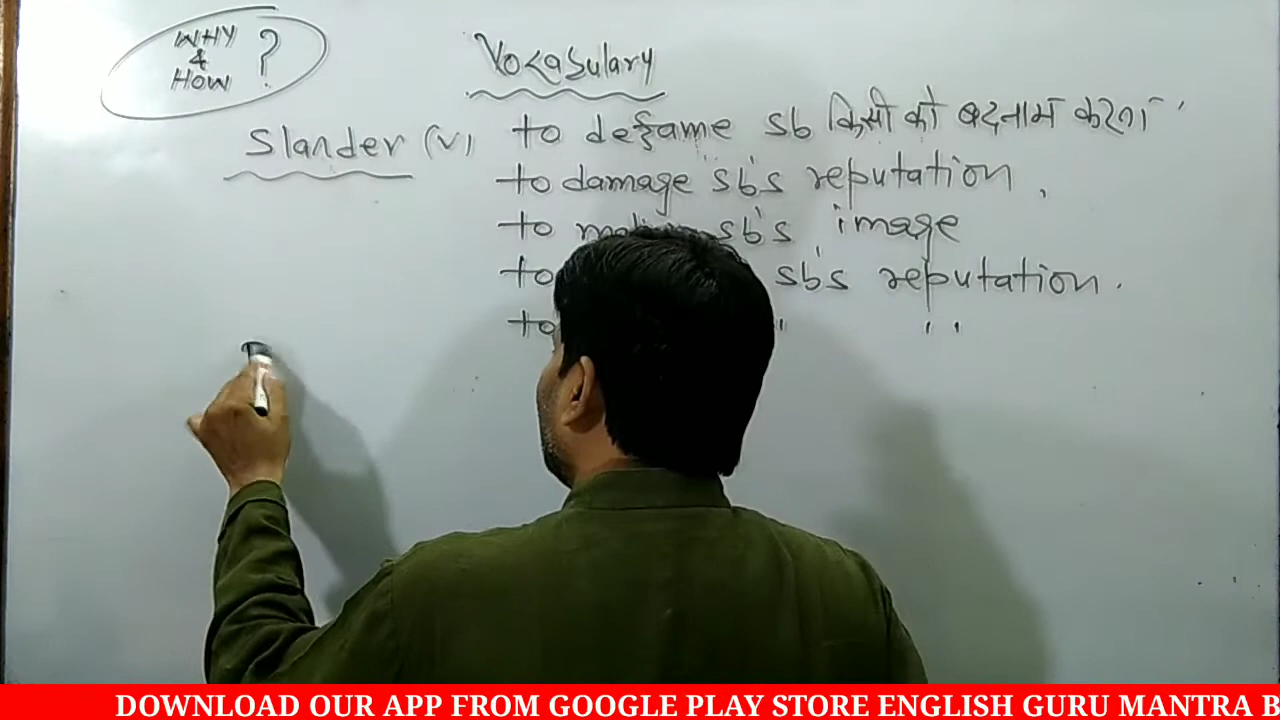 WHY
&
HOW ?
Vocabulary
Slander (v) to defame sb किसी को बदनाम करना
to damage sb's reputation.
to sb's image
to sb's reputation.
to " " "
DOWNLOAD OUR APP FROM GOOGLE PLAY STORE ENGLISH GURU MANTRA B